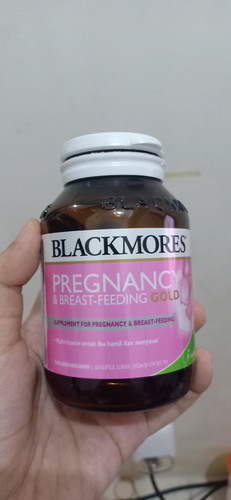 BLACKMORES®
PREGNANCY
& BREAST-FEEDING GOLD
SUPPLEMENT FOR PREGNANCY & BREAST-FEEDING
• Multivitamin untuk ibu hamil dan menyusui